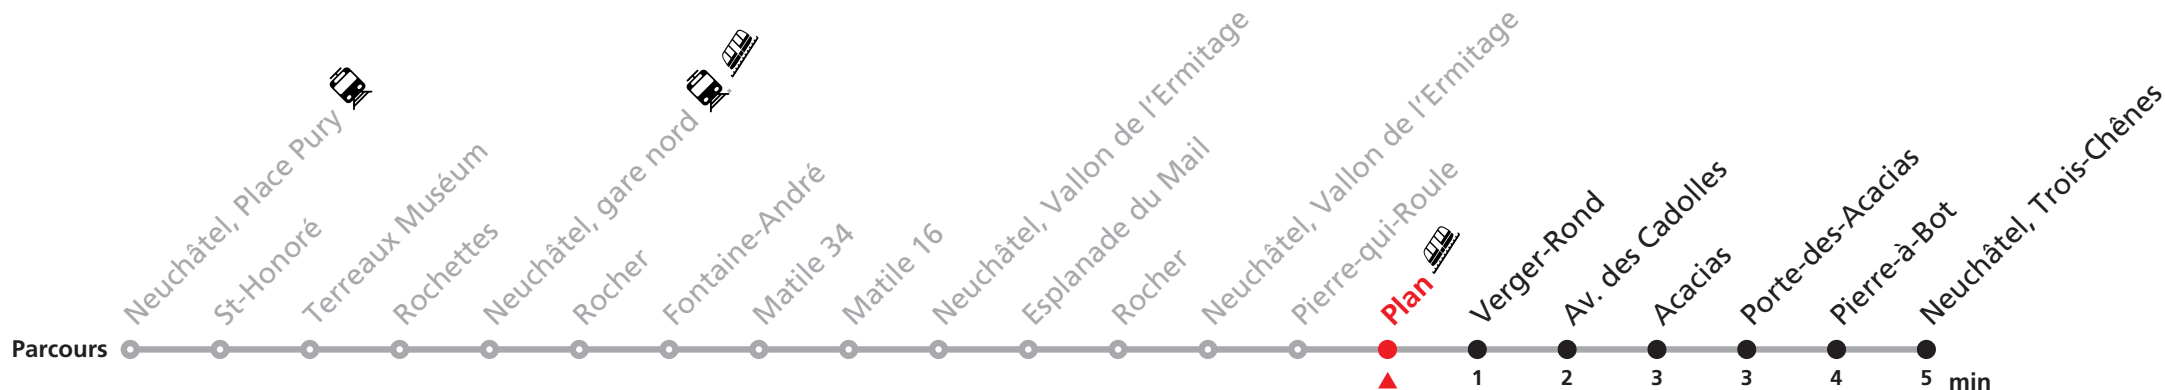 Neuchâtel, Place Pury
St-Honoré
Terreaux Muséum
Rochettes
Neuchâtel, gare nord
Rocher
Fontaine-André
Matile 34
Matile 16
Neuchâtel, Vallon de l'Ermitage
Esplanade du Mail
Rocher
Neuchâtel, Vallon de l'Ermitage
Pierre-qui-Roule
Plan
Verger-Rond
Av. des Cadolles
Acacias
Porte-des-Acacias
Pierre-à-Bot
Neuchâtel, Trois-Chênes
Parcours
1 2 3 3 4 5 min